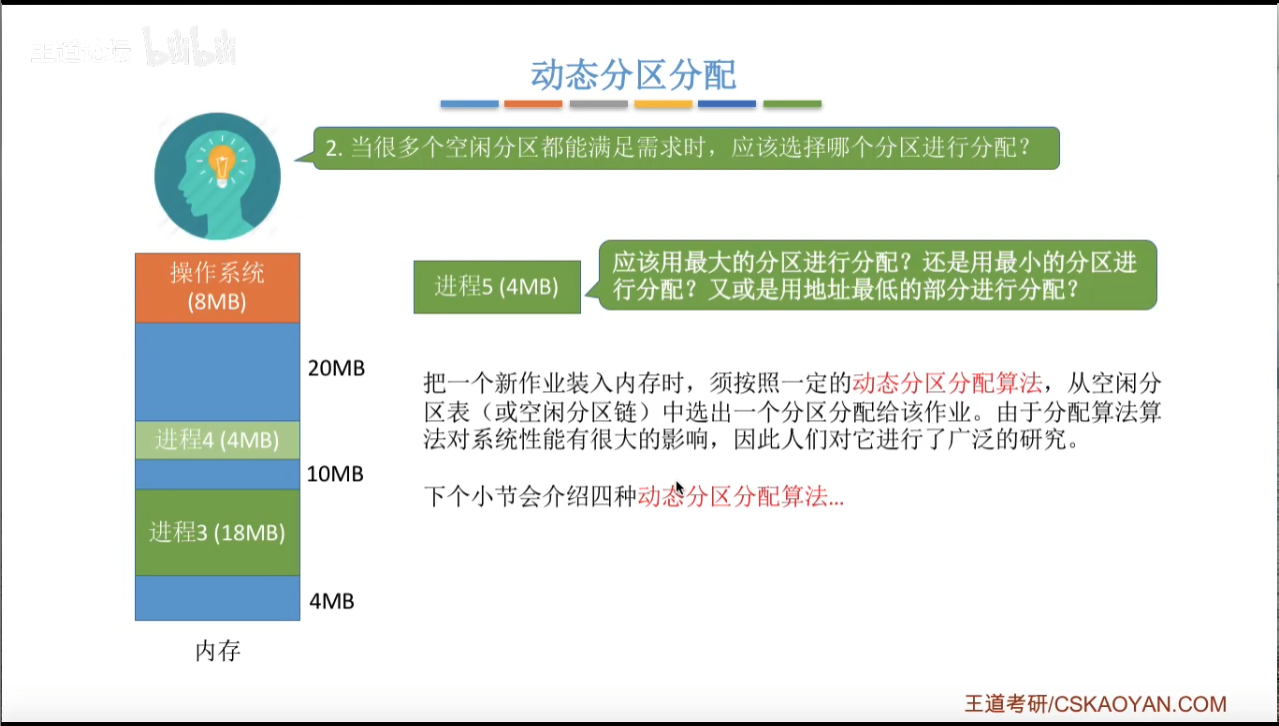 王道论坛 bilibili
动态分区分配
2. 当很多个空闲分区都能满足需求时，应该选择哪个分区进行分配？
操作系统
(8MB)
20MB
进程4 (4MB)
10MB
进程3 (18MB)
4MB
内存
进程5 (4MB)
应该用最大的分区进行分配？还是用最小的分区进
行分配？又或是用地址最低的部分进行分配？
把一个新作业装入内存时，须按照一定的动态分区分配算法，从空闲分
区表（或空闲分区链）中选出一个分区分配给该作业。由于分配算法算
法对系统性能有很大的影响，因此人们对它进行了广泛的研究。
下个小节会介绍四种动态分区分配算法...
王道考研/CSKAOYAN.COM